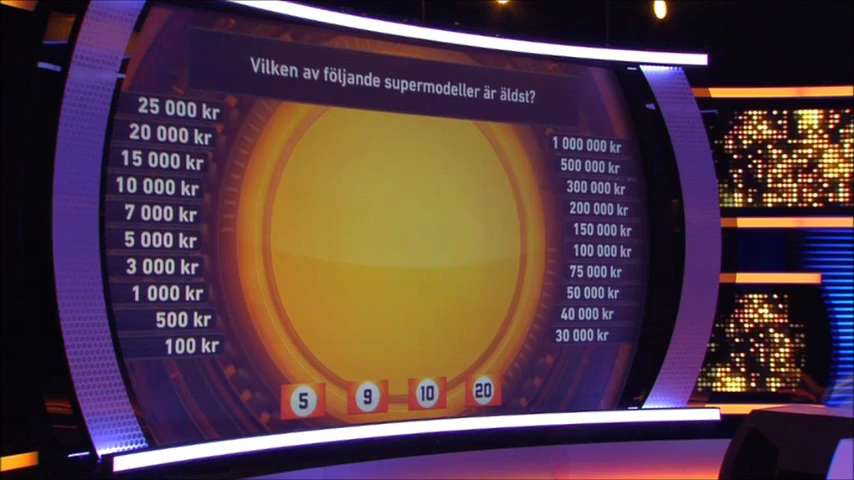 Vilken av följande supermodeller är äldst?
25 000 kr
20 000 kr
15 000 kr
10 000 kr
7 000 kr
5 000 kr
3 000 kr
1 000 kr
500 kr
100 kr
1 000 000 kr
500 000 kr
300 000 kr
200 000 kr
150 000 kr
100 000 kr
75 000 kr
50 000 kr
40 000 kr
30 000 kr
5 9 10 20